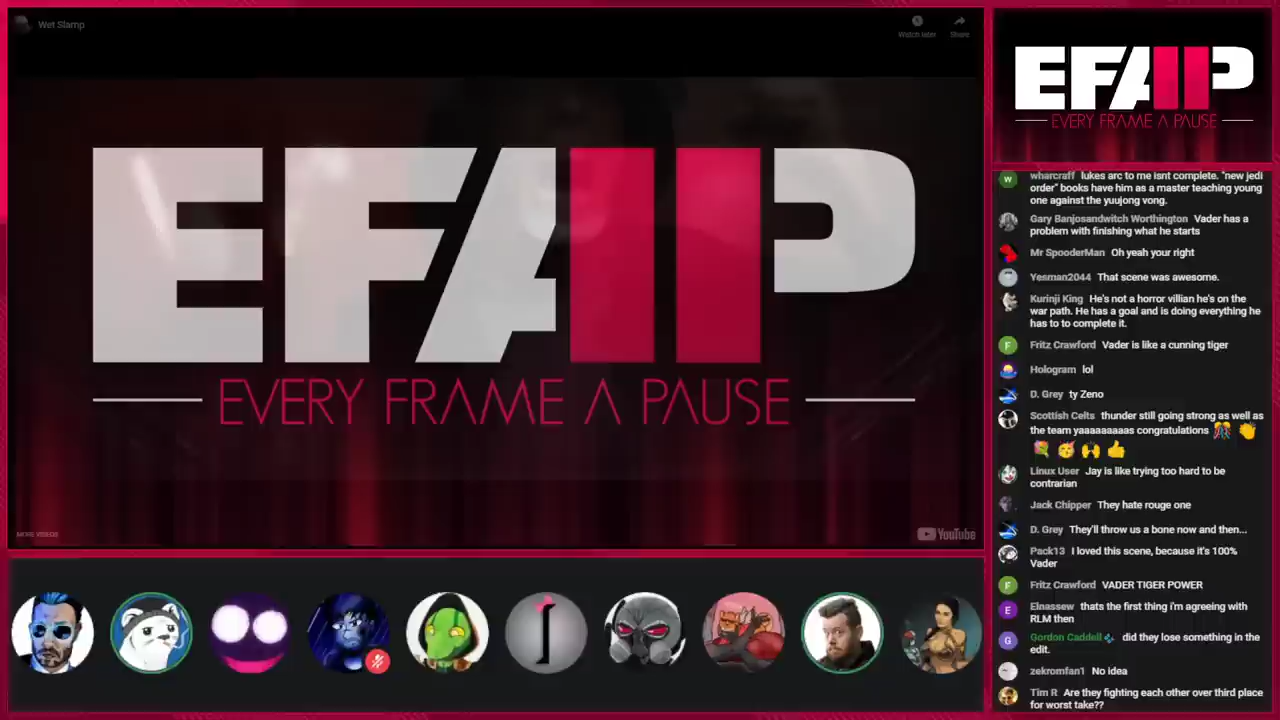 Wet Slamp
Watch later
Share
EFAP
EVERY FRAME A PAUSE
MORE VIDEOS
YouTube
EFAP
EVERY FRAME A PAUSE
W
wharcraff lukes arc to me isnt complete. "new jedi
order" books have him as a master teaching young
one against the yuujong vong.
Gary Banjosandwitch Worthington Vader has a
problem with finishing what he starts
Mr SpooderMan Oh yeah your right
Yesman2044 That scene was awesome.
Kurinji King He's not a horror villian he's on the
war path. He has a goal and is doing everything he
has to to complete it.
F
Fritz Crawford Vader is like a cunning tiger
Hologram lol
D. Grey ty Zeno
Scottish Celts thunder still going strong as well as
the team yaaaaaaaas congratulations 🎊 👏
💐 🥳 🙌 👍
Linux User Jay is like trying too hard to be
contrarian
Jack Chipper They hate rouge one
D. Grey They'll throw us a bone now and then...
Pack13 I loved this scene, because it's 100%
Vader
F
Fritz Crawford VADER TIGER POWER
E
Elnassew thats the first thing i'm agreeing with
RLM then
G
Gordon Caddell did they lose something in the
edit.
zekromfan1 No idea
Tim R Are they fighting each other over third place
for worst take??